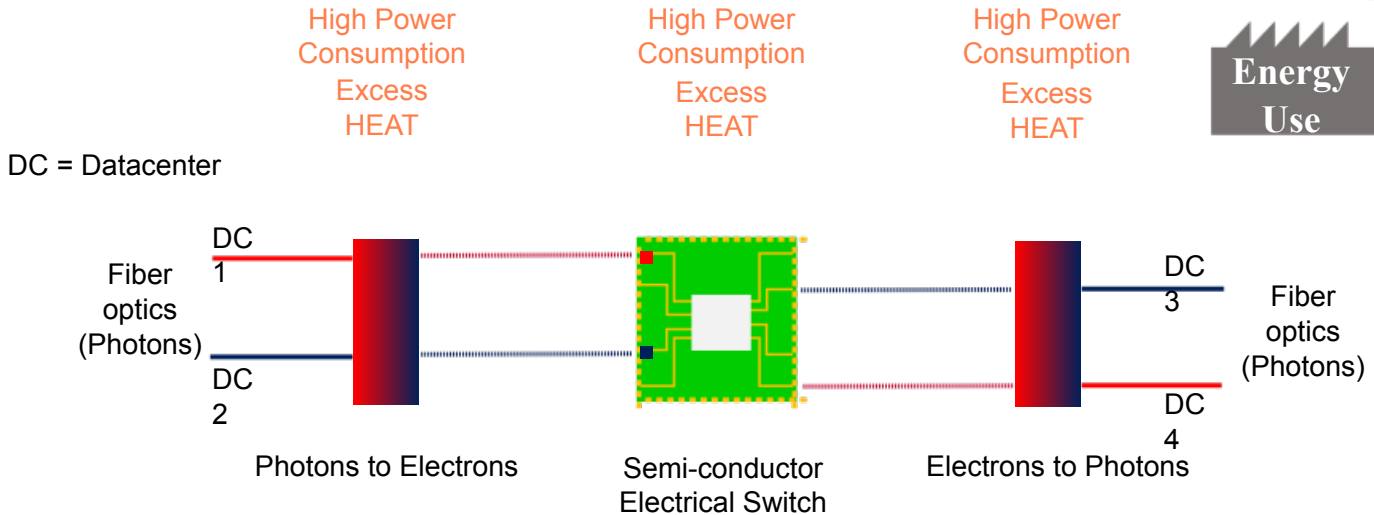 High Power
Consumption
Excess
HEAT
High Power
Consumption
Excess
HEAT
High Power
Consumption
Excess
HEAT
Energy
Use
DC = Datacenter
DC
1
Fiber
optics
(Photons)
DC
2
DC
3
Fiber
optics
(Photons)
DC
4
Photons to Electrons
Semi-conductor
Electrical Switch
Electrons to Photons